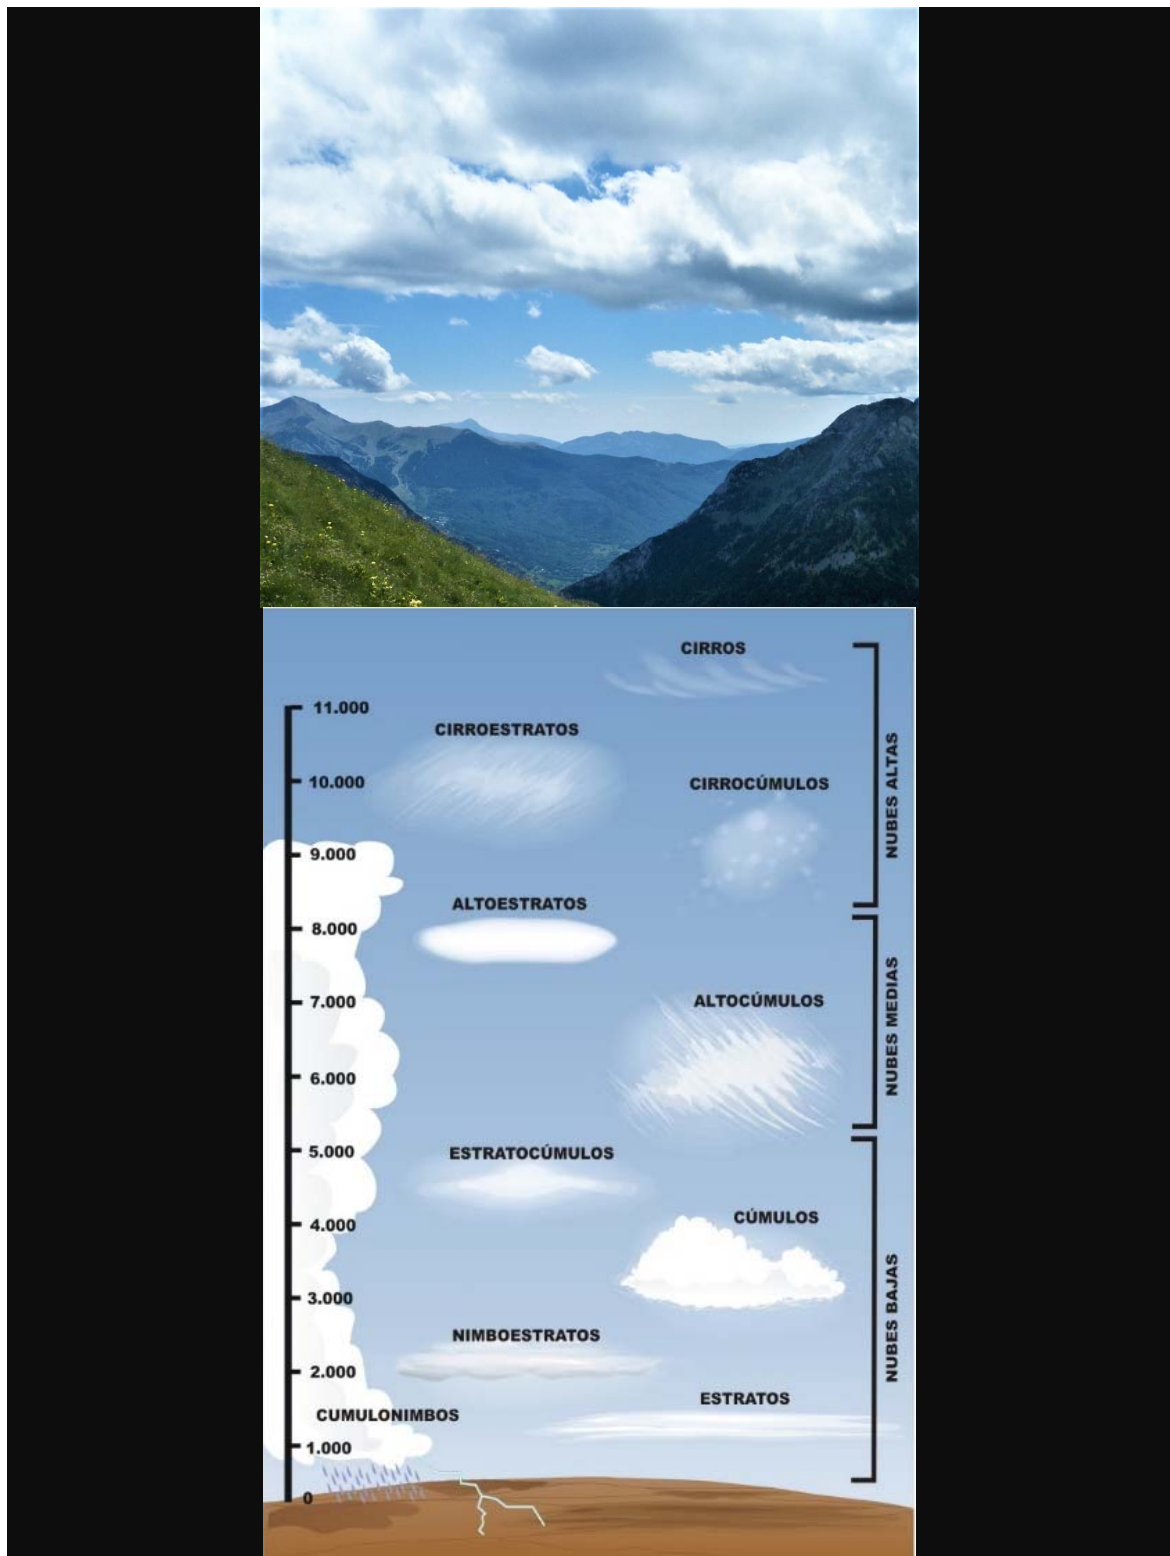 CIRROS
11.000
CIRROESTRATOS
10.000
CIRROCÚMULOS
NUBES ALTAS
9.000
ALTOESTRATOS
8.000
ALTOCÚMULOS
7.000
NUBES MEDIAS
6.000
ESTRATOCÚMULOS
5.000
CÚMULOS
4.000
3.000
NUBES BAJAS
NIMBOESTRATOS
2.000
ESTRATOS
CUMULONIMBOS
1.000
0